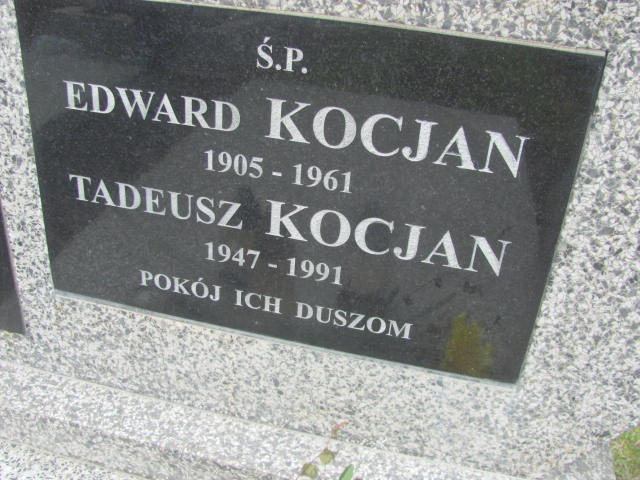 Ś.P.
EDWARD KOCJAN
1905 - 1961
TADEUSZ KOCJAN
1947 - 1991
POKÓJ ICH DUSZOM